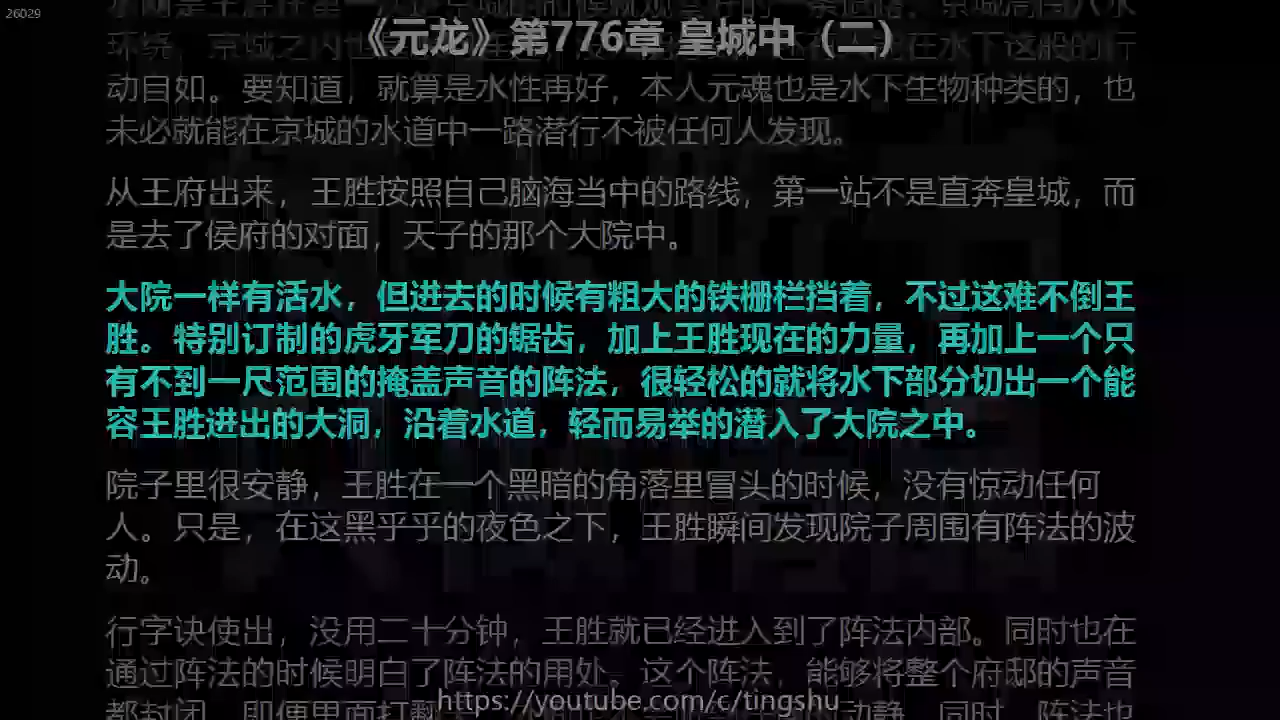 26029
《元龙》第776章 皇城中（二）
动自如。要知道，就算是水性再好，本人元魂也是水下生物种类的，也
未必就能在京城的水道中一路潜行不被任何人发现。
从王府出来，王胜按照自己脑海当中的路线，第一站不是直奔皇城，而
是去了侯府的对面，天子的那个大院中。
大院一样有活水，但进去的时候有粗大的铁栅栏挡着，不过这难不倒王
胜。特别订制的虎牙军刀的锯齿，加上王胜现在的力量，再加上一个只
有不到一尺范围的掩盖声音的阵法，很轻松的就将水下部分切出一个能
容王胜进出的大洞，沿着水道，轻而易举的潜入了大院之中。
院子里很安静，王胜在一个黑暗的角落里冒头的时候，没有惊动任何
人。只是，在这黑乎乎的夜色之下，王胜瞬间发现院子周围有阵法的波
动。
行字诀使出，没用二十分钟，王胜就已经进入到了阵法内部。同时也在
通过阵法的时候明白了阵法的用处。这个阵法，能够将整个府邸的声音
都封闭，即便里面打翻
动静。同时，阵法也
https://youtube.com/c/tingshu